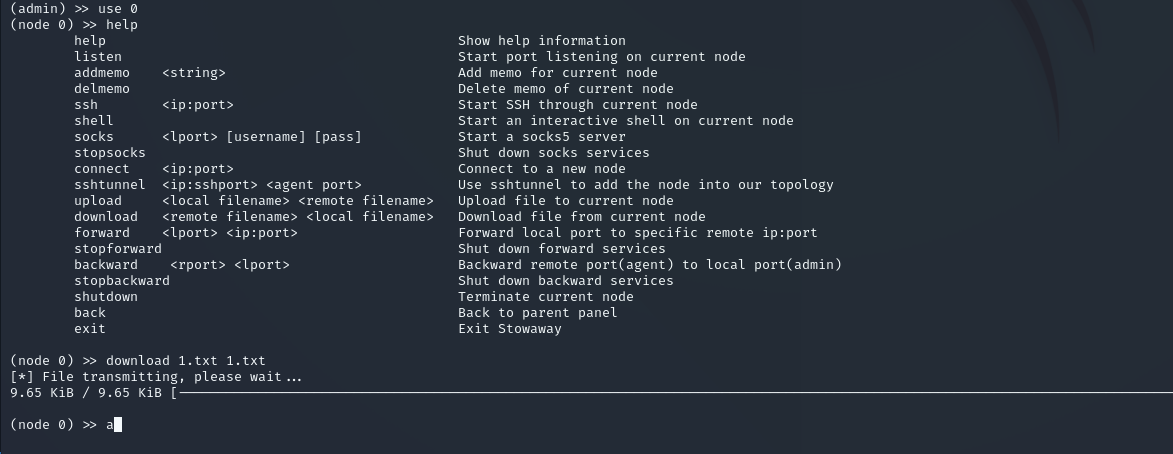 (admin) >> use 0
(node 0) >> help
help Show help information
listen Start port listening on current node
addmemo <string> Add memo for current node
delmemo Delete memo of current node
ssh <ip:port> Start SSH through current node
shell Start an interactive shell on current node
socks <lport> [username] [pass] Start a socks5 server
stopsocks Shut down socks services
connect <ip:port> Connect to a new node
sshtunnel <ip:sshport> <agent port> Use sshtunnel to add the node into our topology
upload <local filename> <remote filename> Upload file to current node
download <remote filename> <local filename> Download file from current node
forward <lport> <ip:port> Forward local port to specific remote ip:port
stopforward Shut down forward services
backward <rport> <lport> Backward remote port(agent) to local port(admin)
stopbackward Shut down backward services
shutdown Terminate current node
back Back to parent panel
exit Exit Stowaway
(node 0) >> download 1.txt 1.txt
[*] File transmitting, please wait...
9.65 KiB / 9.65 KiB [
(node 0) >> a